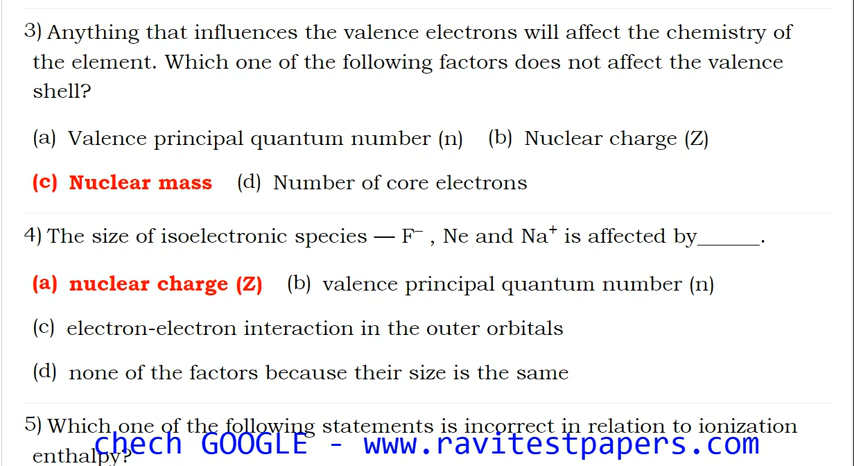 3) Anything that influences the valence electrons will affect the chemistry of
the element. Which one of the following factors does not affect the valence
shell?
(a) Valence principal quantum number (n) (b) Nuclear charge (Z)
(c) Nuclear mass (d) Number of core electrons
4) The size of isoelectronic species — F⁻ , Ne and Na⁺ is affected by_____.
(a) nuclear charge (Z) (b) valence principal quantum number (n)
(c) electron-electron interaction in the outer orbitals
(d) none of the factors because their size is the same
5) Which one of the following statements is incorrect in relation to ionization
enthalpy?
chech GOOGLE - www.ravitestpapers.com